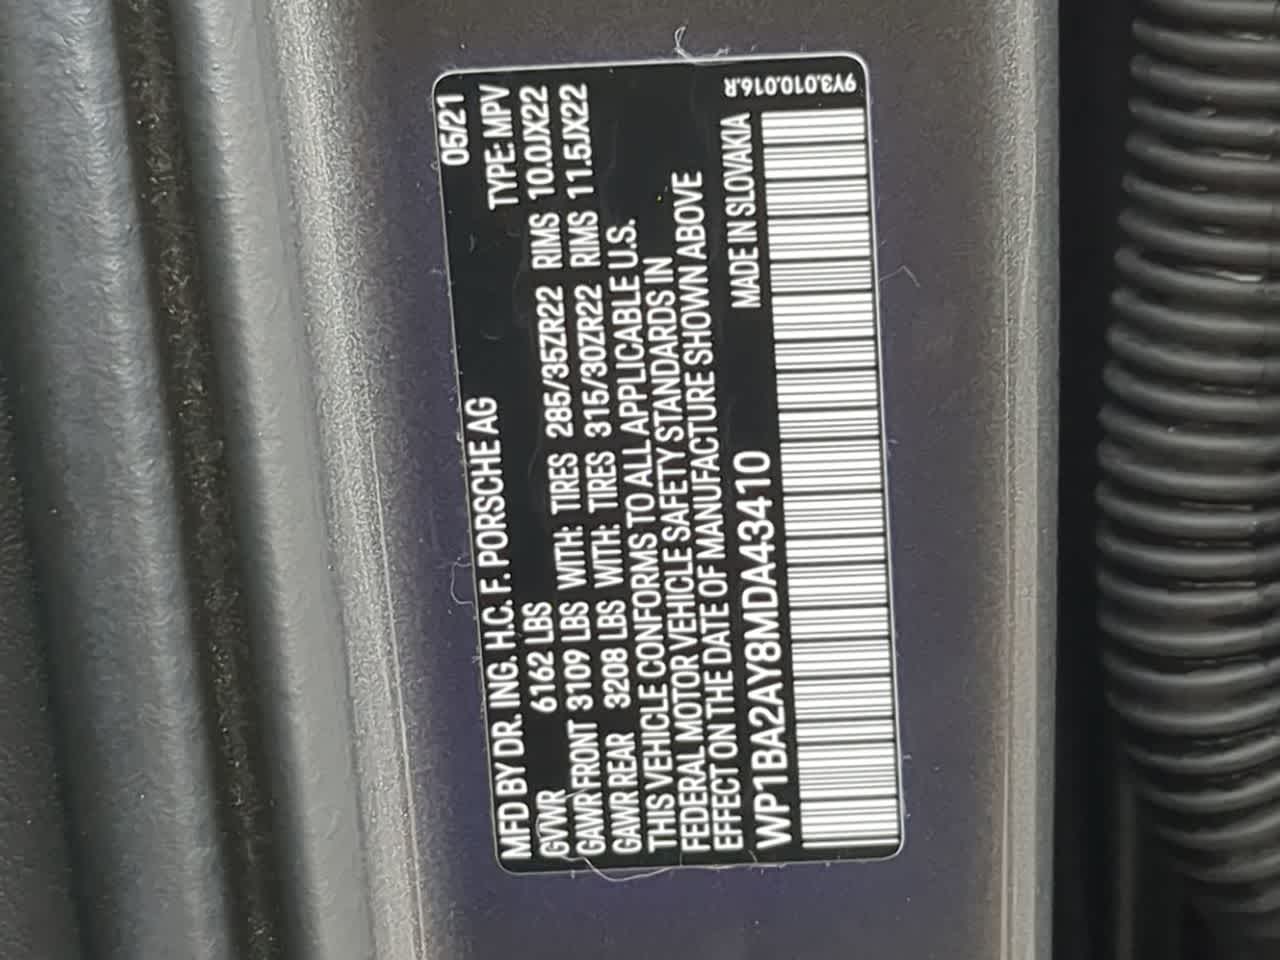 MFD BY DR. ING. H.C. F. PORSCHE AG 05/21
GVWR 6162 LBS TYPE: MPV
GAWR FRONT 3109 LBS WITH: TIRES 285/35ZR22 RIMS 10.0JX22
GAWR REAR 3208 LBS WITH: TIRES 315/30ZR22 RIMS 11.5JX22
THIS VEHICLE CONFORMS TO ALL APPLICABLE U.S.
FEDERAL MOTOR VEHICLE SAFETY STANDARDS IN
EFFECT ON THE DATE OF MANUFACTURE SHOWN ABOVE
WP1BA2AY8MDA43410 MADE IN SLOVAKIA
9Y3.010.016.R